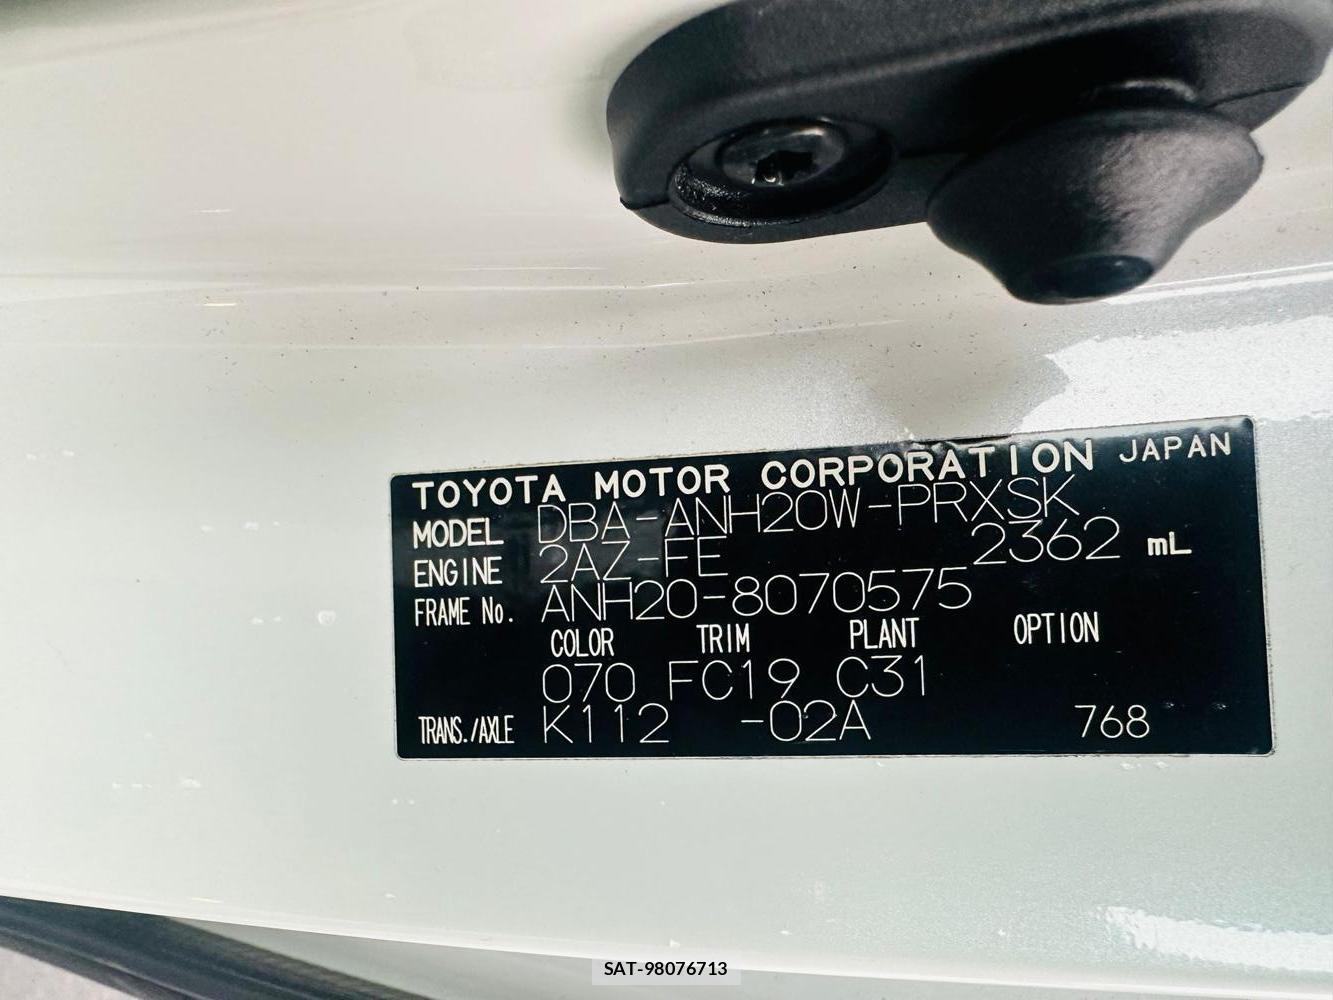 TOYOTA MOTOR CORPORATION JAPAN
MODEL DBA-ANH20W-PRXSK
ENGINE 2AZ-FE 2362 mL
FRAME No. ANH20-8070575
COLOR TRIM PLANT OPTION
070 FC19 C31
TRANS./AXLE K112 -02A 768
SAT-98076713